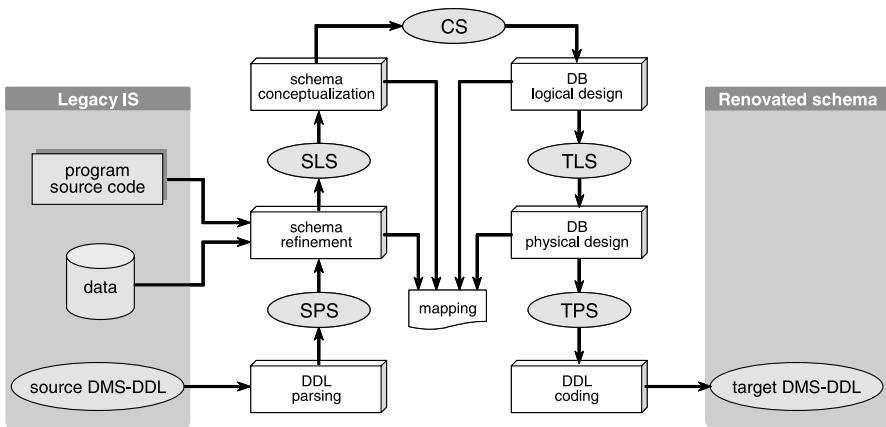 CS
schema
conceptualization
DB
logical design
Legacy IS
Renovated schema
program
source code
SLS
TLS
schema
refinement
DB
physical design
data
SPS
mapping
TPS
source DMS-DDL
DDL
parsing
DDL
coding
target DMS-DDL